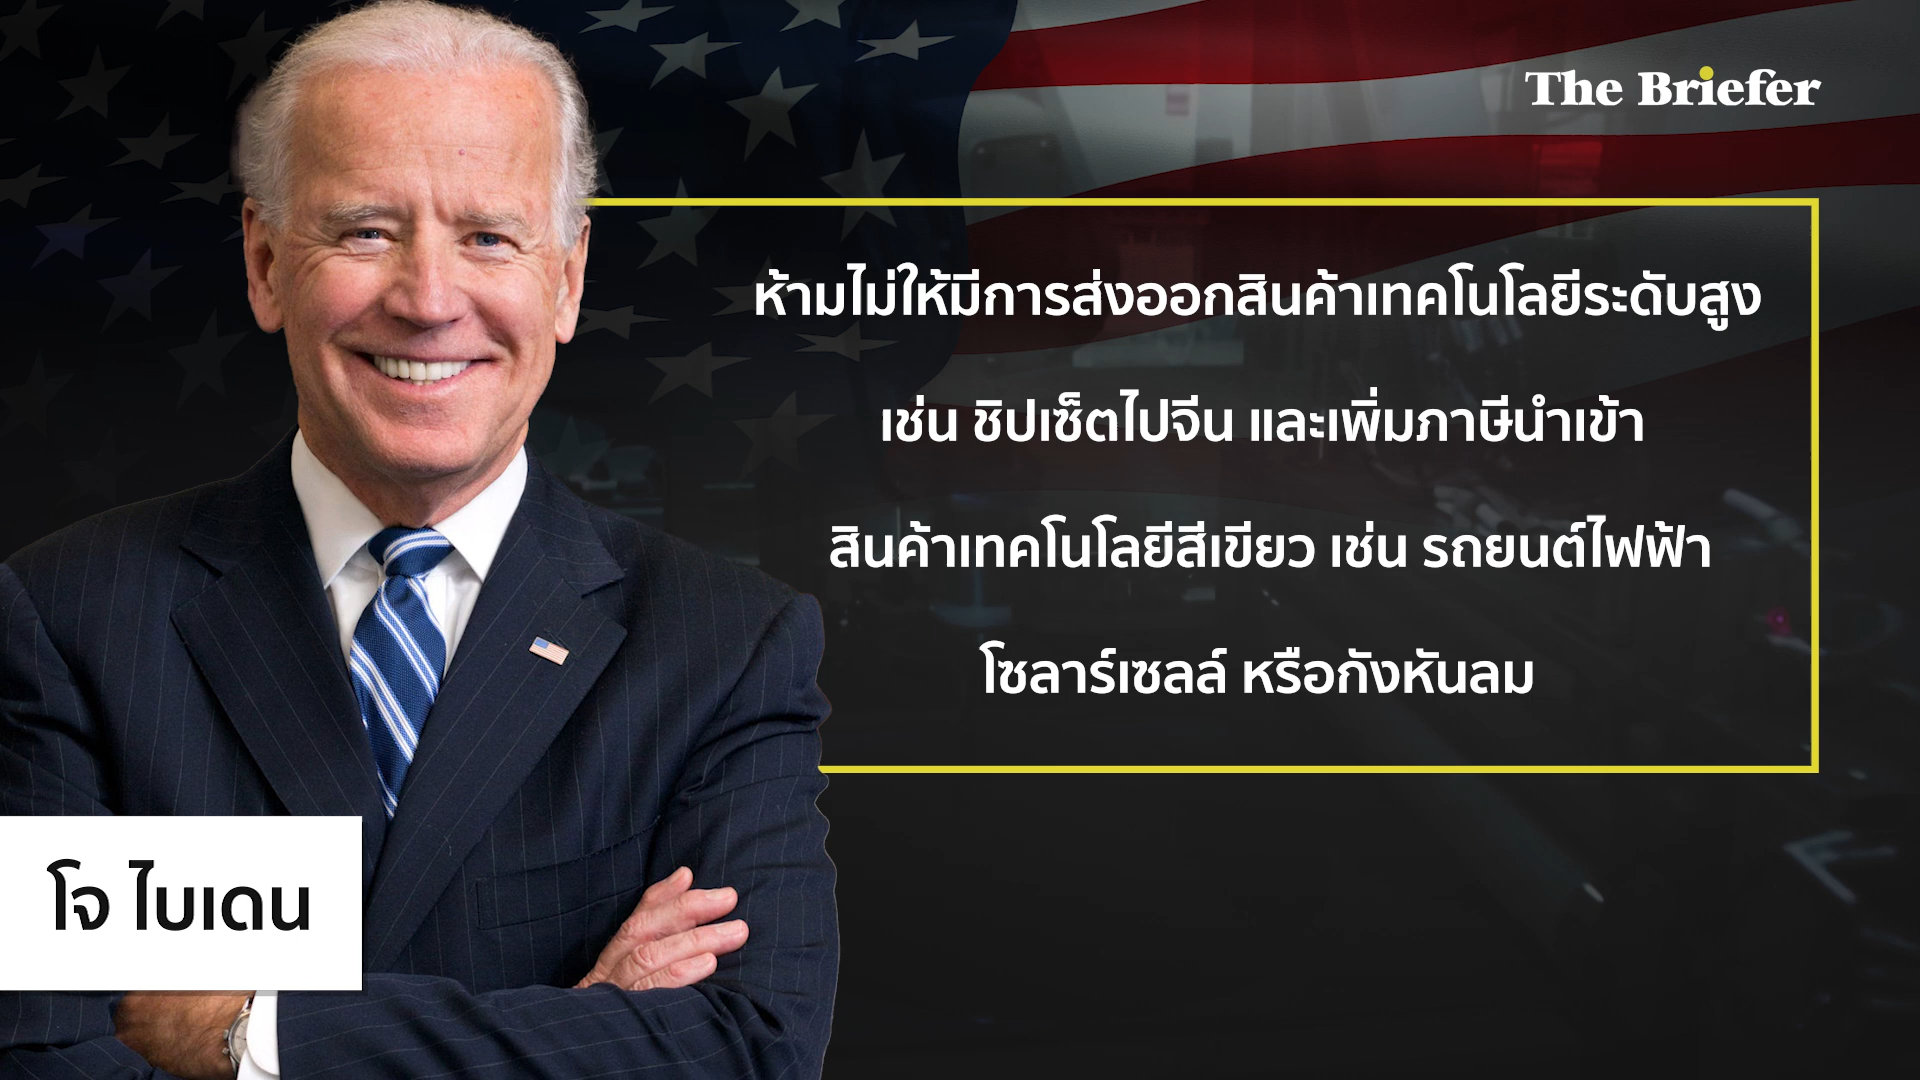 The Briefer
ห้ามไม่ให้มีการส่งออกสินค้าเทคโนโลยีระดับสูง
เช่น ชิปเซ็ตไปจีน และเพิ่มภาษีนำเข้า
สินค้าเทคโนโลยีสีเขียว เช่น รถยนต์ไฟฟ้า
โซลาร์เซลล์ หรือกังหันลม
โจ ไบเดน